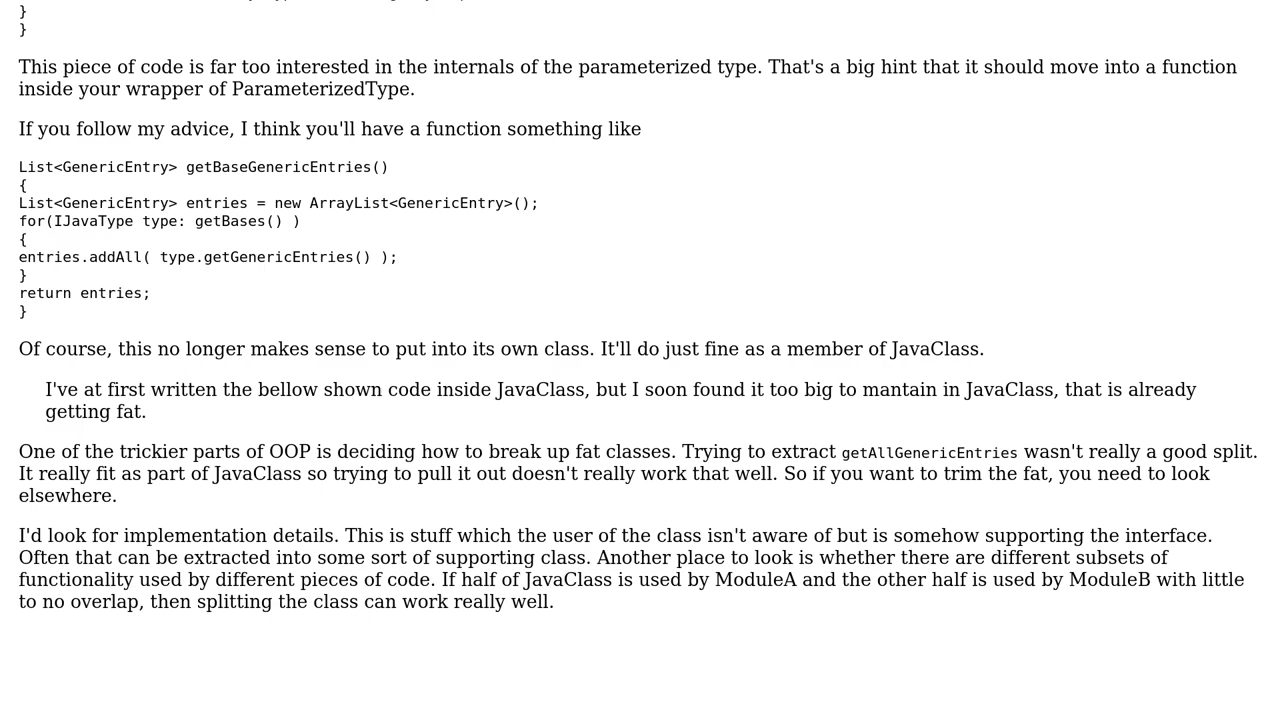 }
}
This piece of code is far too interested in the internals of the parameterized type. That's a big hint that it should move into a function
inside your wrapper of ParameterizedType.
If you follow my advice, I think you'll have a function something like
List<GenericEntry> getBaseGenericEntries()
{
List<GenericEntry> entries = new ArrayList<GenericEntry>();
for(IJavaType type: getBases() )
{
entries.addAll( type.getGenericEntries() );
}
return entries;
}
Of course, this no longer makes sense to put into its own class. It'll do just fine as a member of JavaClass.
I've at first written the bellow shown code inside JavaClass, but I soon found it too big to mantain in JavaClass, that is already
getting fat.
One of the trickier parts of OOP is deciding how to break up fat classes. Trying to extract getAllGenericEntries wasn't really a good split.
It really fit as part of JavaClass so trying to pull it out doesn't really work that well. So if you want to trim the fat, you need to look
elsewhere.
I'd look for implementation details. This is stuff which the user of the class isn't aware of but is somehow supporting the interface.
Often that can be extracted into some sort of supporting class. Another place to look is whether there are different subsets of
functionality used by different pieces of code. If half of JavaClass is used by ModuleA and the other half is used by ModuleB with little
to no overlap, then splitting the class can work really well.